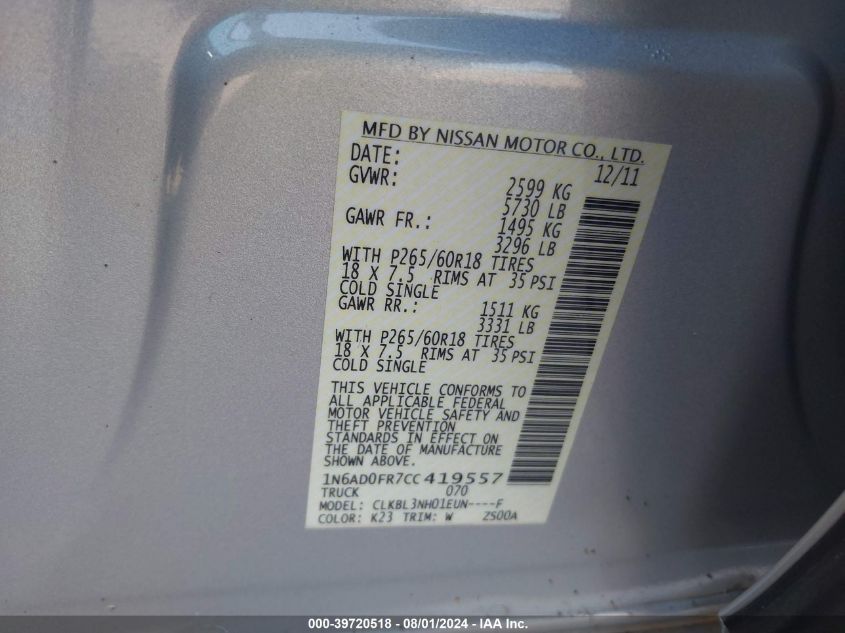 MFD BY NISSAN MOTOR CO., LTD.
DATE: 12/11
GVWR: 2599 KG
5730 LB
GAWR FR.: 1495 KG
3296 LB
WITH P265/60R18 TIRES
18 X 7.5 RIMS AT 35 PSI
COLD SINGLE
GAWR RR.: 1511 KG
3331 LB
WITH P265/60R18 TIRES
18 X 7.5 RIMS AT 35 PSI
COLD SINGLE
THIS VEHICLE CONFORMS TO
ALL APPLICABLE FEDERAL
MOTOR VEHICLE SAFETY AND
THEFT PREVENTION
STANDARDS IN EFFECT ON
THE DATE OF MANUFACTURE
SHOWN ABOVE.
1N6AD0FR7CC419557
TRUCK 070
MODEL: CLKBL3NH01EUN----F
COLOR: K23 TRIM: W ZS00A
000-39720518 - 08/01/2024 - IAA Inc.